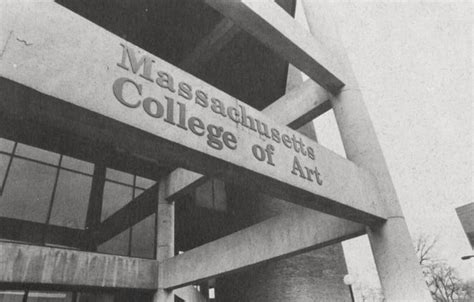 Massachusetts
College of Art